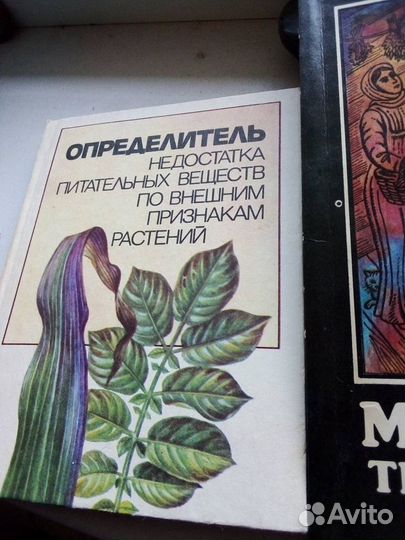 ОПРЕДЕЛИТЕЛЬ
НЕДОСТАТКА
ПИТАТЕЛЬНЫХ ВЕЩЕСТВ
ПО ВНЕШНИМ
ПРИЗНАКАМ
РАСТЕНИЙ
Avito